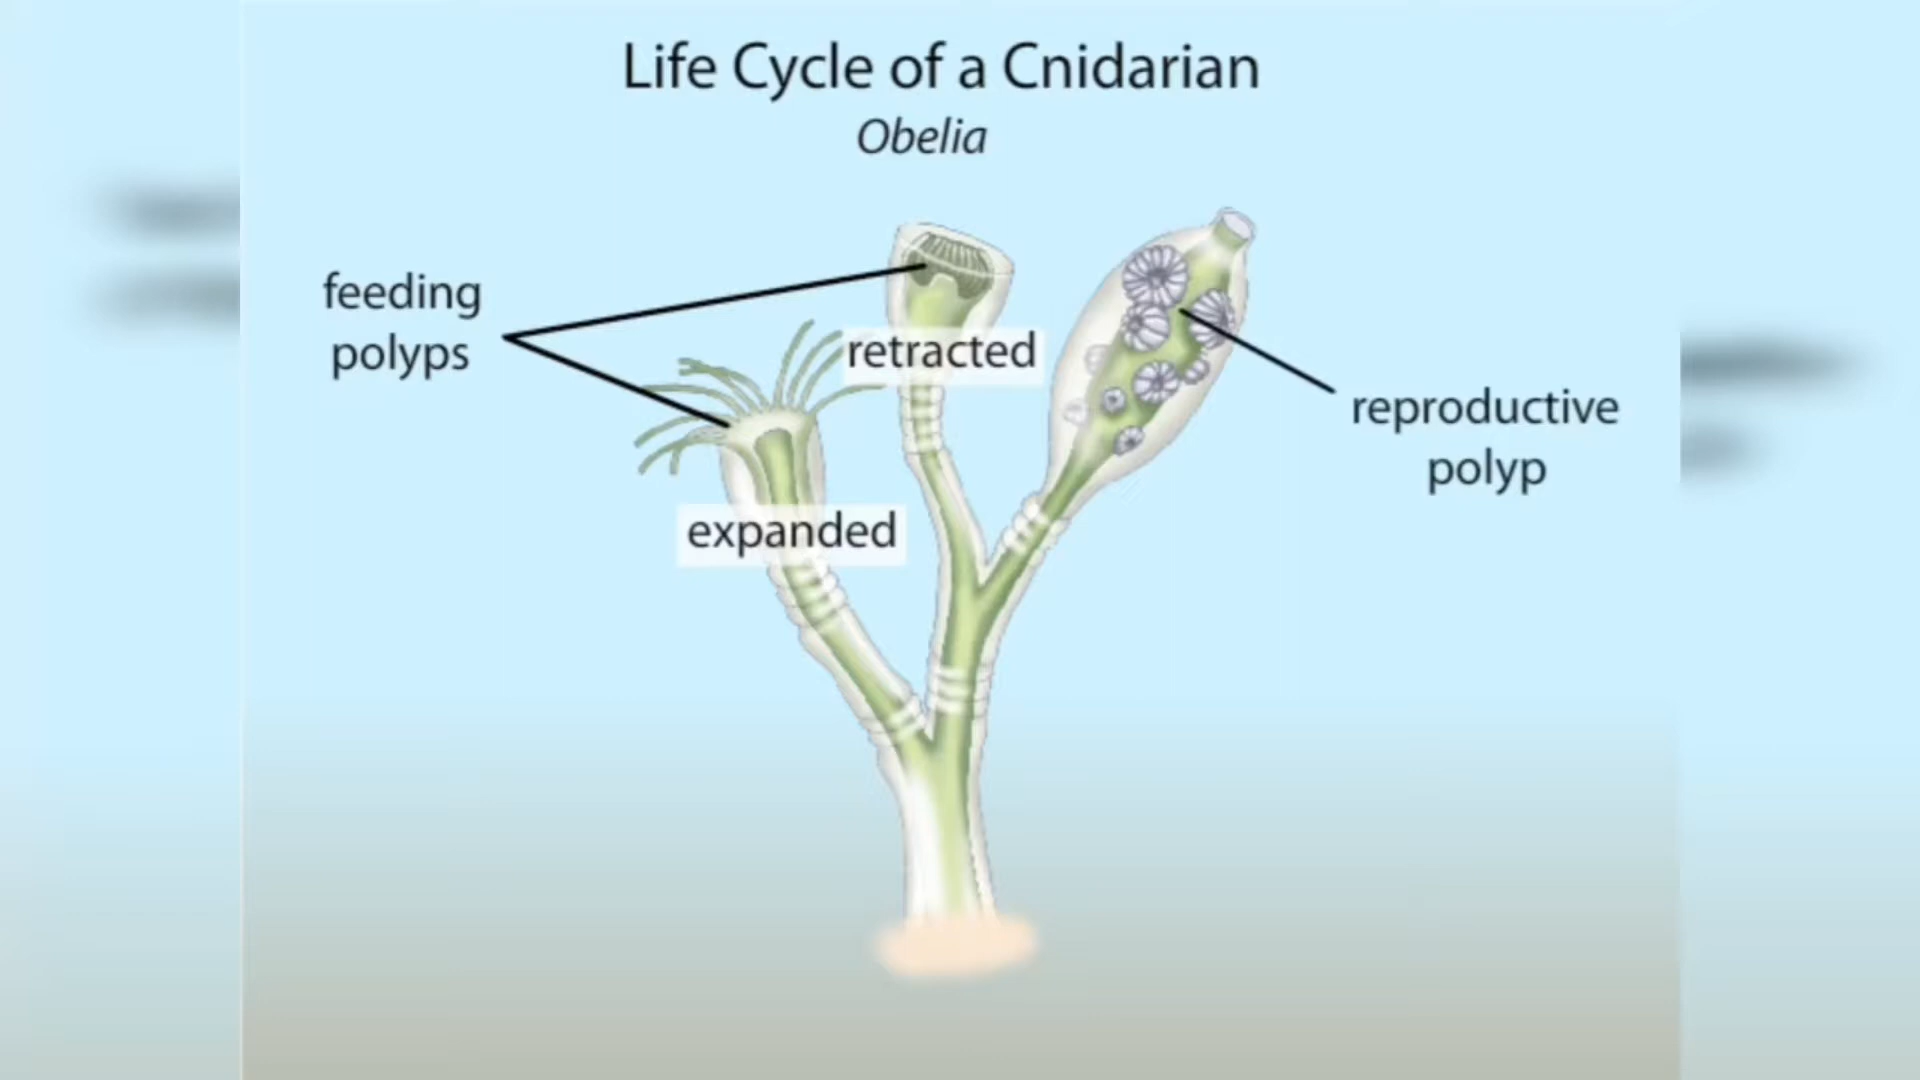 Life Cycle of a Cnidarian
Obelia
feeding
polyps
retracted
expanded
reproductive
polyp